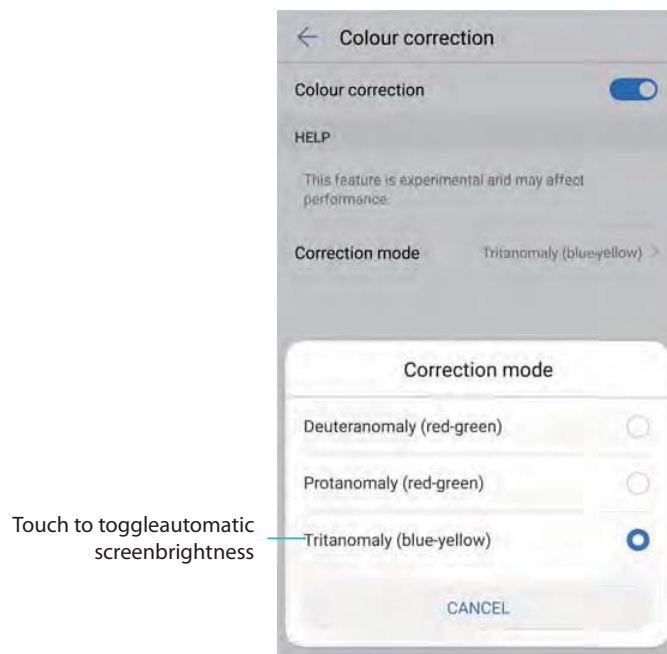 Colour correction
Colour correction
HELP
This feature is experimental and may affect
performance.
Correction mode Tritanomaly (blue-yellow)
Correction mode
Deuteranomaly (red-green)
Protanomaly (red-green)
Touch to toggleautomatic
screenbrightness
Tritanomaly (blue-yellow)
CANCEL